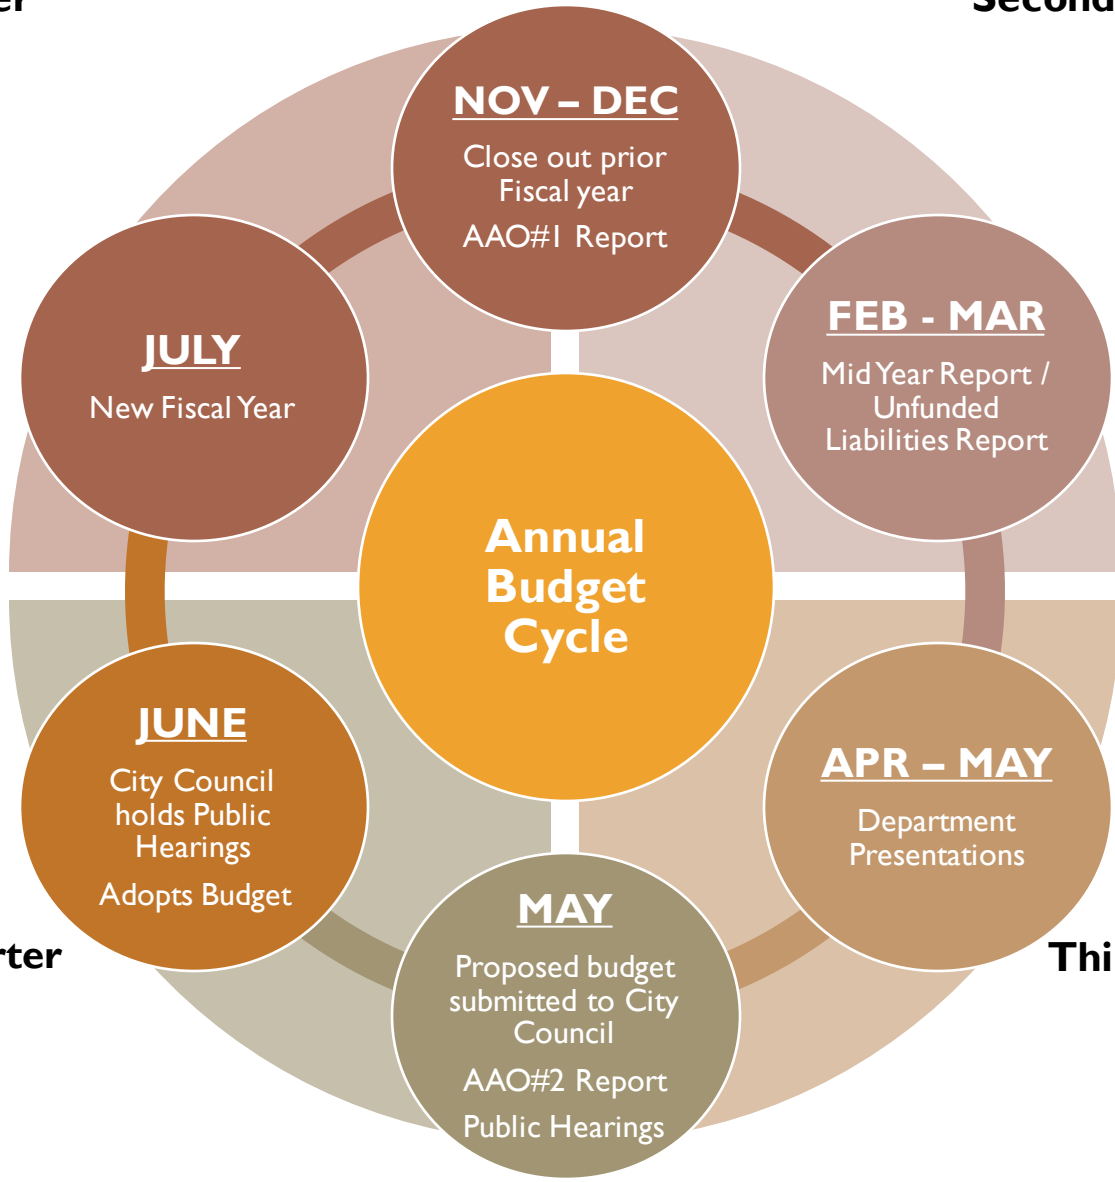 Second
NOV – DEC
Close out prior
Fiscal year
AAO#1 Report
FEB - MAR
Mid Year Report /
Unfunded
Liabilities Report
JULY
New Fiscal Year
Annual
Budget
Cycle
APR – MAY
Department
Presentations
JUNE
City Council
holds Public
Hearings
Adopts Budget
MAY
Proposed budget
submitted to City
Council
AAO#2 Report
Public Hearings